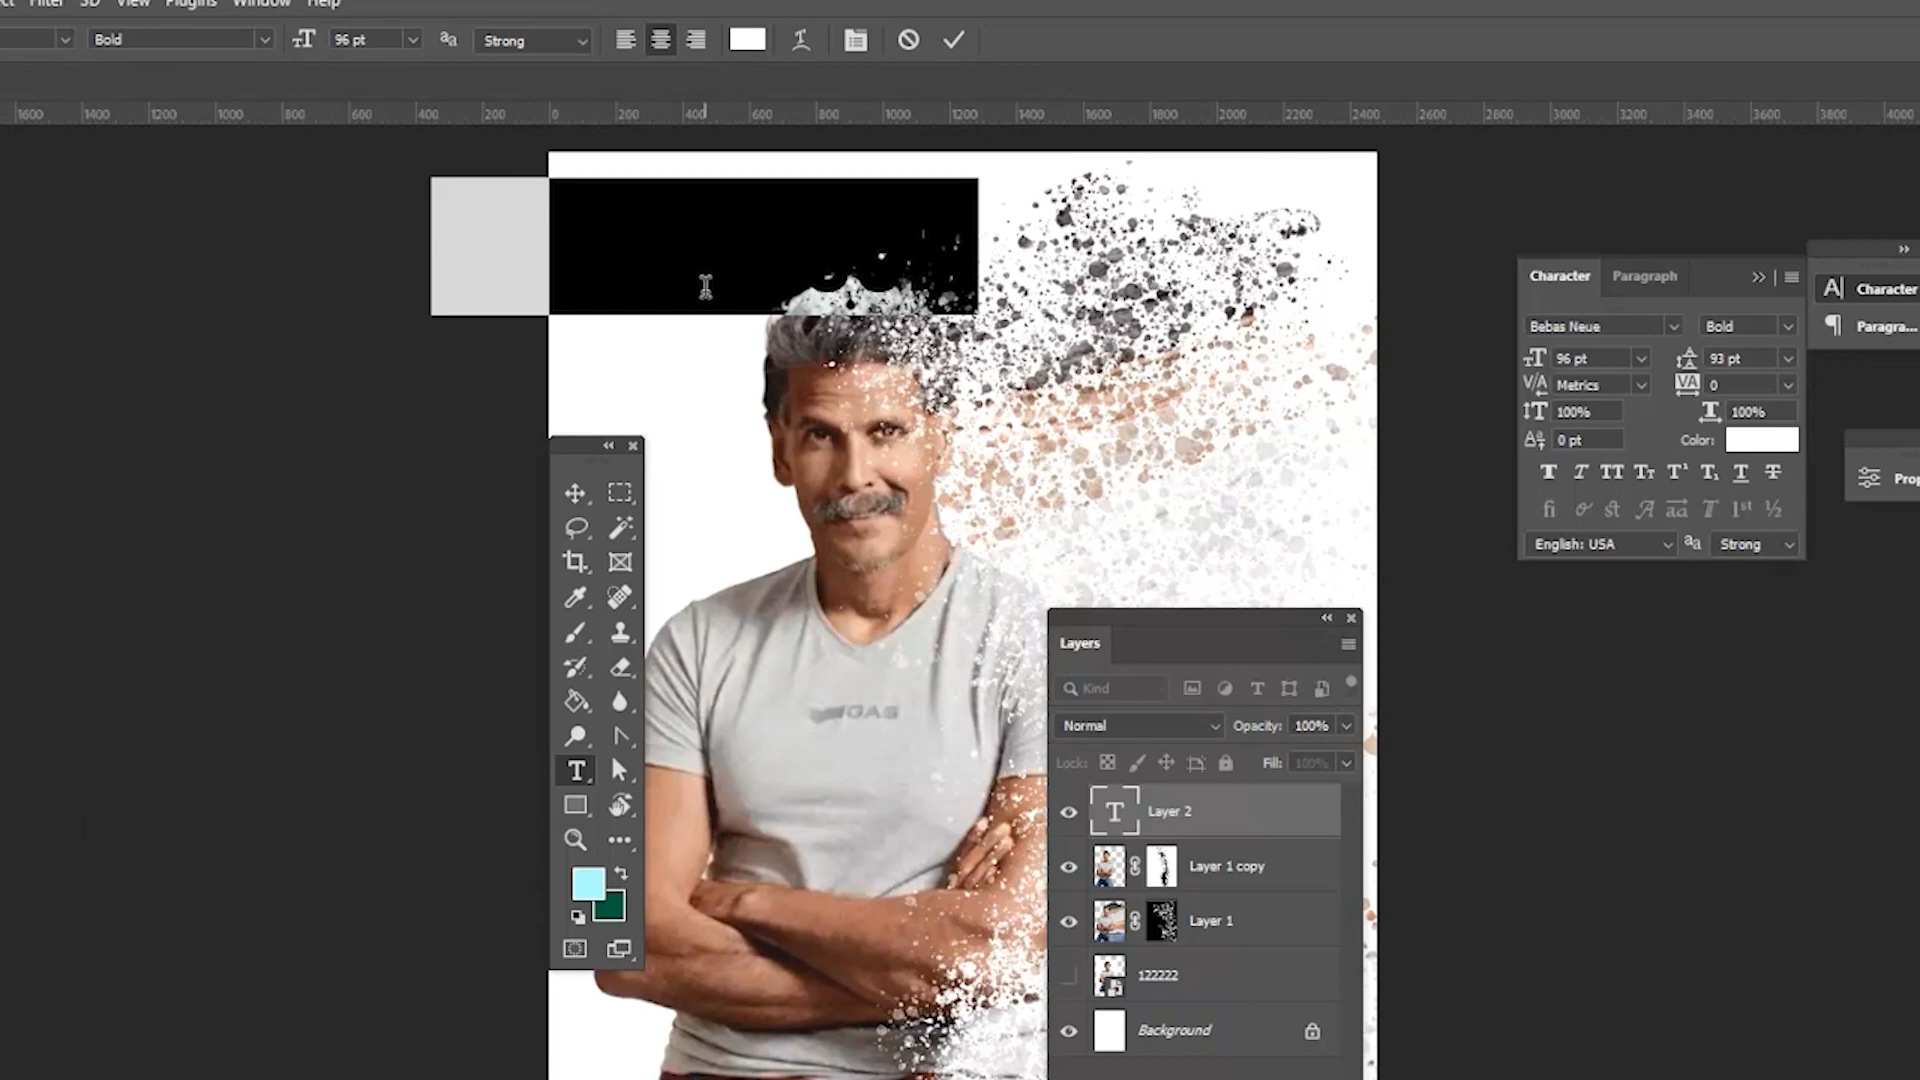 Filter 3D View Plugins Window Help
Bold 96 pt Strong
1600 1400 1200 1000 800 600 400 200 0 200 400 600 800 1000 1200 1400 1600 1800 2000 2200 2400 2600 2800 3000 3200 3400 3600 3800 4000
Character Paragraph
Bebas Neue Bold
96 pt 93 pt
Metrics 0
100% 100%
0 pt Color:
English: USA Strong
Character
Paragra...
Prop
GAS
Layers
Kind
Normal Opacity: 100%
Lock: Fill: 100%
Layer 2
Layer 1 copy
Layer 1
122222
Background